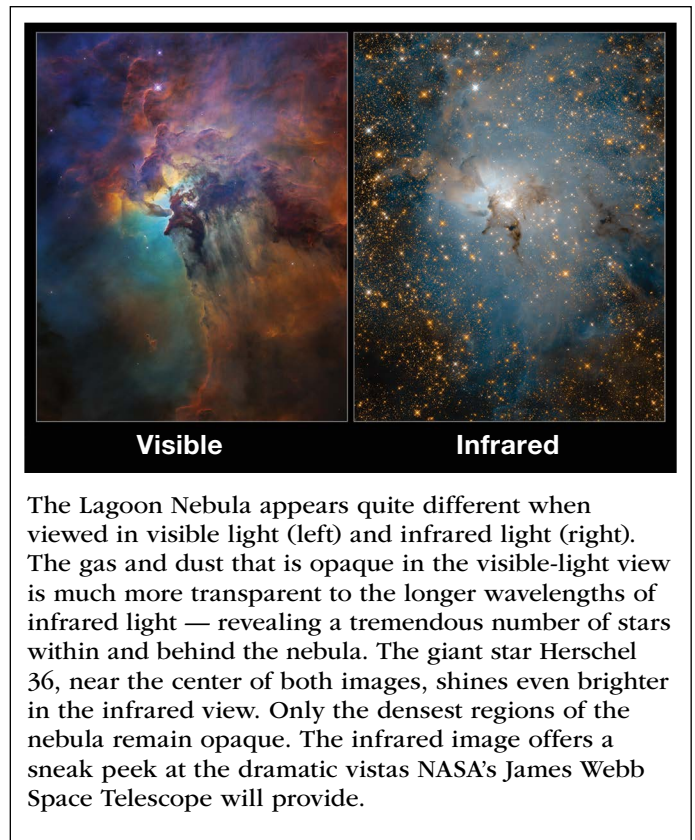 Visible
Infrared
The Lagoon Nebula appears quite different when
viewed in visible light (left) and infrared light (right).
The gas and dust that is opaque in the visible-light view
is much more transparent to the longer wavelengths of
infrared light — revealing a tremendous number of stars
within and behind the nebula. The giant star Herschel
36, near the center of both images, shines even brighter
in the infrared view. Only the densest regions of the
nebula remain opaque. The infrared image offers a
sneak peek at the dramatic vistas NASA’s James Webb
Space Telescope will provide.